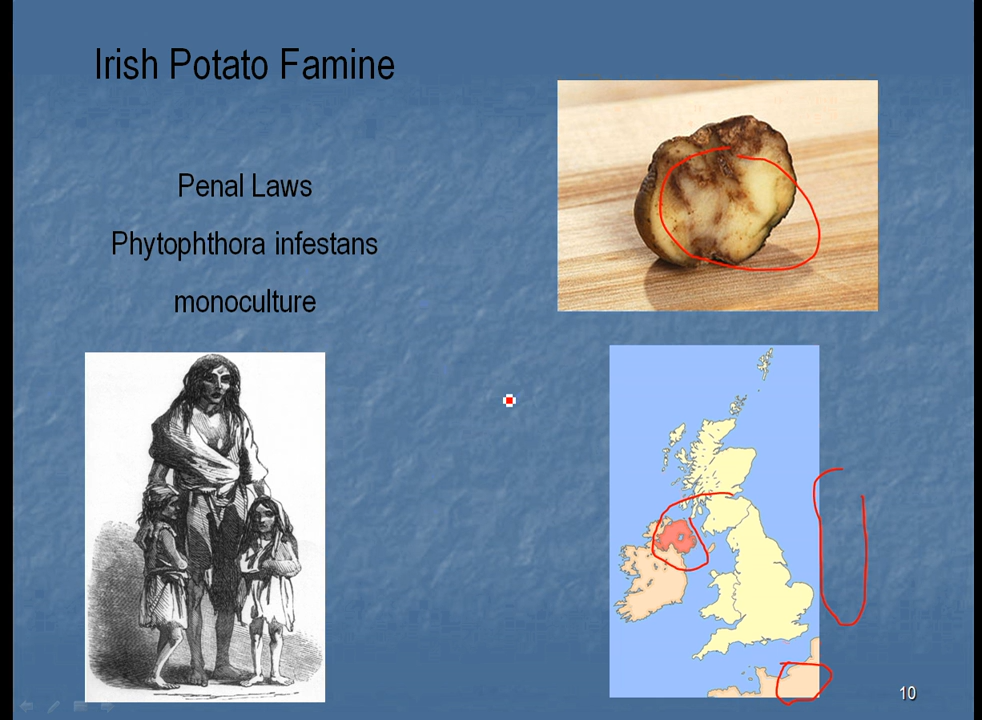 Irish Potato Famine
Penal Laws
Phytophthora infestans
monoculture
10